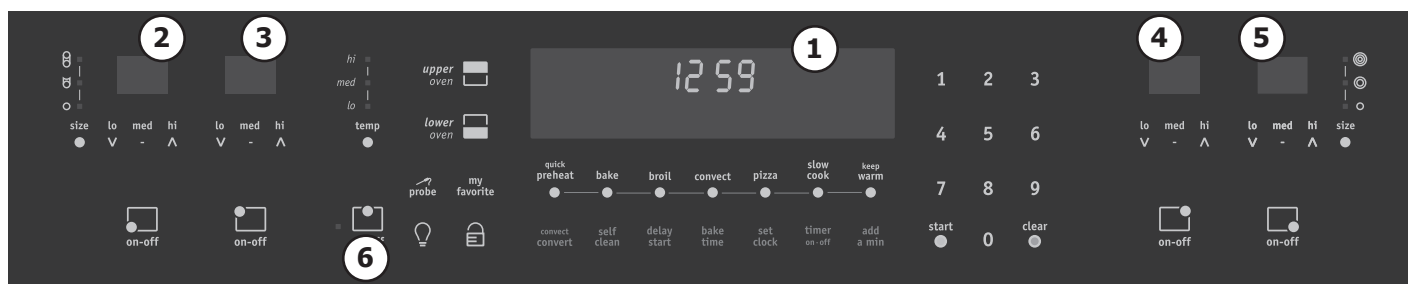 2
3
1
4
5
size
lo med hi
lo med hi
hi
med
lo
temp
upper
oven
lower
oven
probe
my
favorite
12 59
quick
preheat
bake
broil
convect
pizza
slow
cook
keep
warm
convect
convert
self
clean
delay
start
bake
time
set
clock
timer
on-off
add
a min
1 2 3
4 5 6
7 8 9
start
0
clear
lo med hi
lo med hi
size
on-off
on-off
6
on-off
on-off